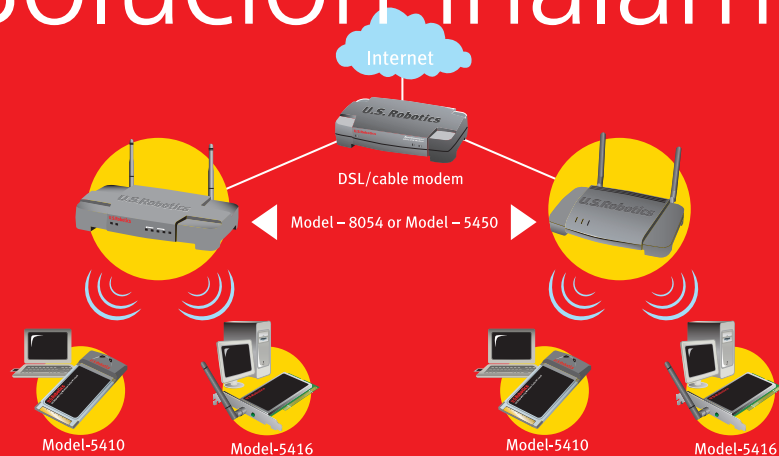 Internet
U.S. Robotics
DSL/cable modem
U.S.Robotics
U.S.Robotics
Model – 8054 or Model – 5450
Model-5410
Model-5416
Model-5410
Model-5416